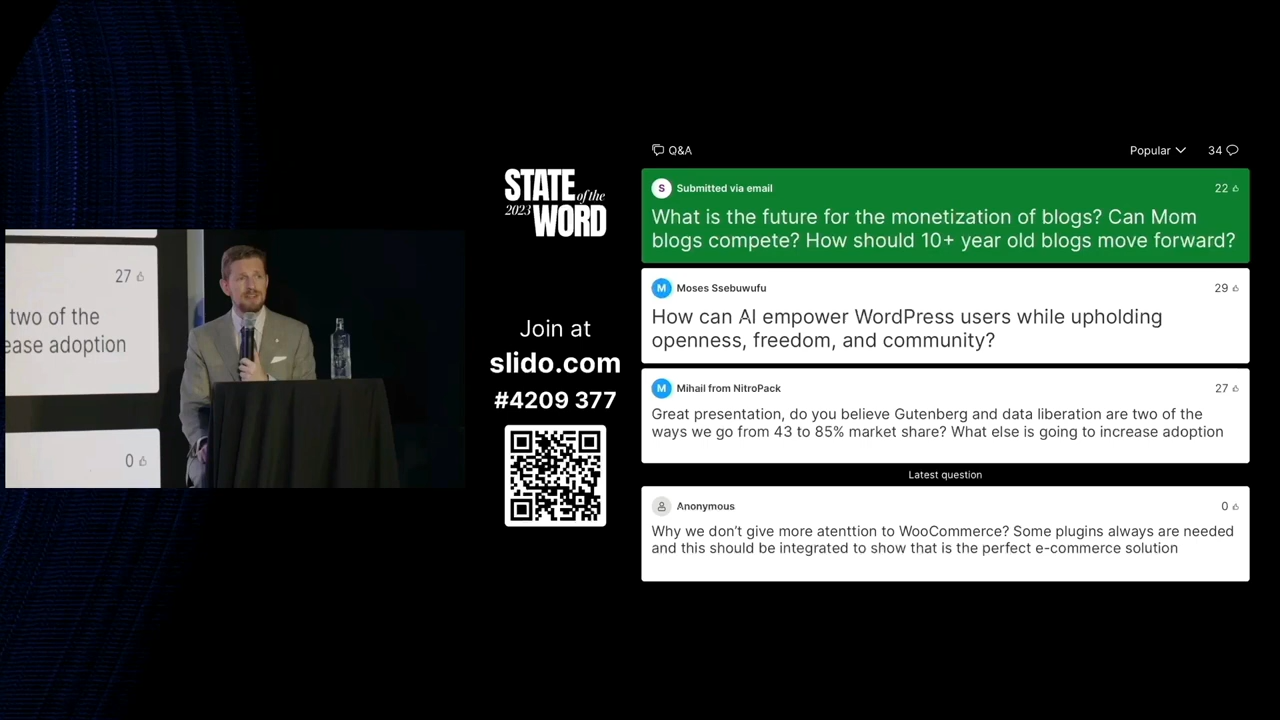 27
two of the
ease adoption
0
STATE of the
2023 WORD
Join at
slido.com
#4209 377
Q&A
Popular
34
S Submitted via email
22
What is the future for the monetization of blogs? Can Mom
blogs compete? How should 10+ year old blogs move forward?
M Moses Ssebuwufu
29
How can AI empower WordPress users while upholding
openness, freedom, and community?
M Mihail from NitroPack
27
Great presentation, do you believe Gutenberg and data liberation are two of the
ways we go from 43 to 85% market share? What else is going to increase adoption
Latest question
Anonymous
0
Why we don’t give more atenttion to WooCommerce? Some plugins always are needed
and this should be integrated to show that is the perfect e-commerce solution